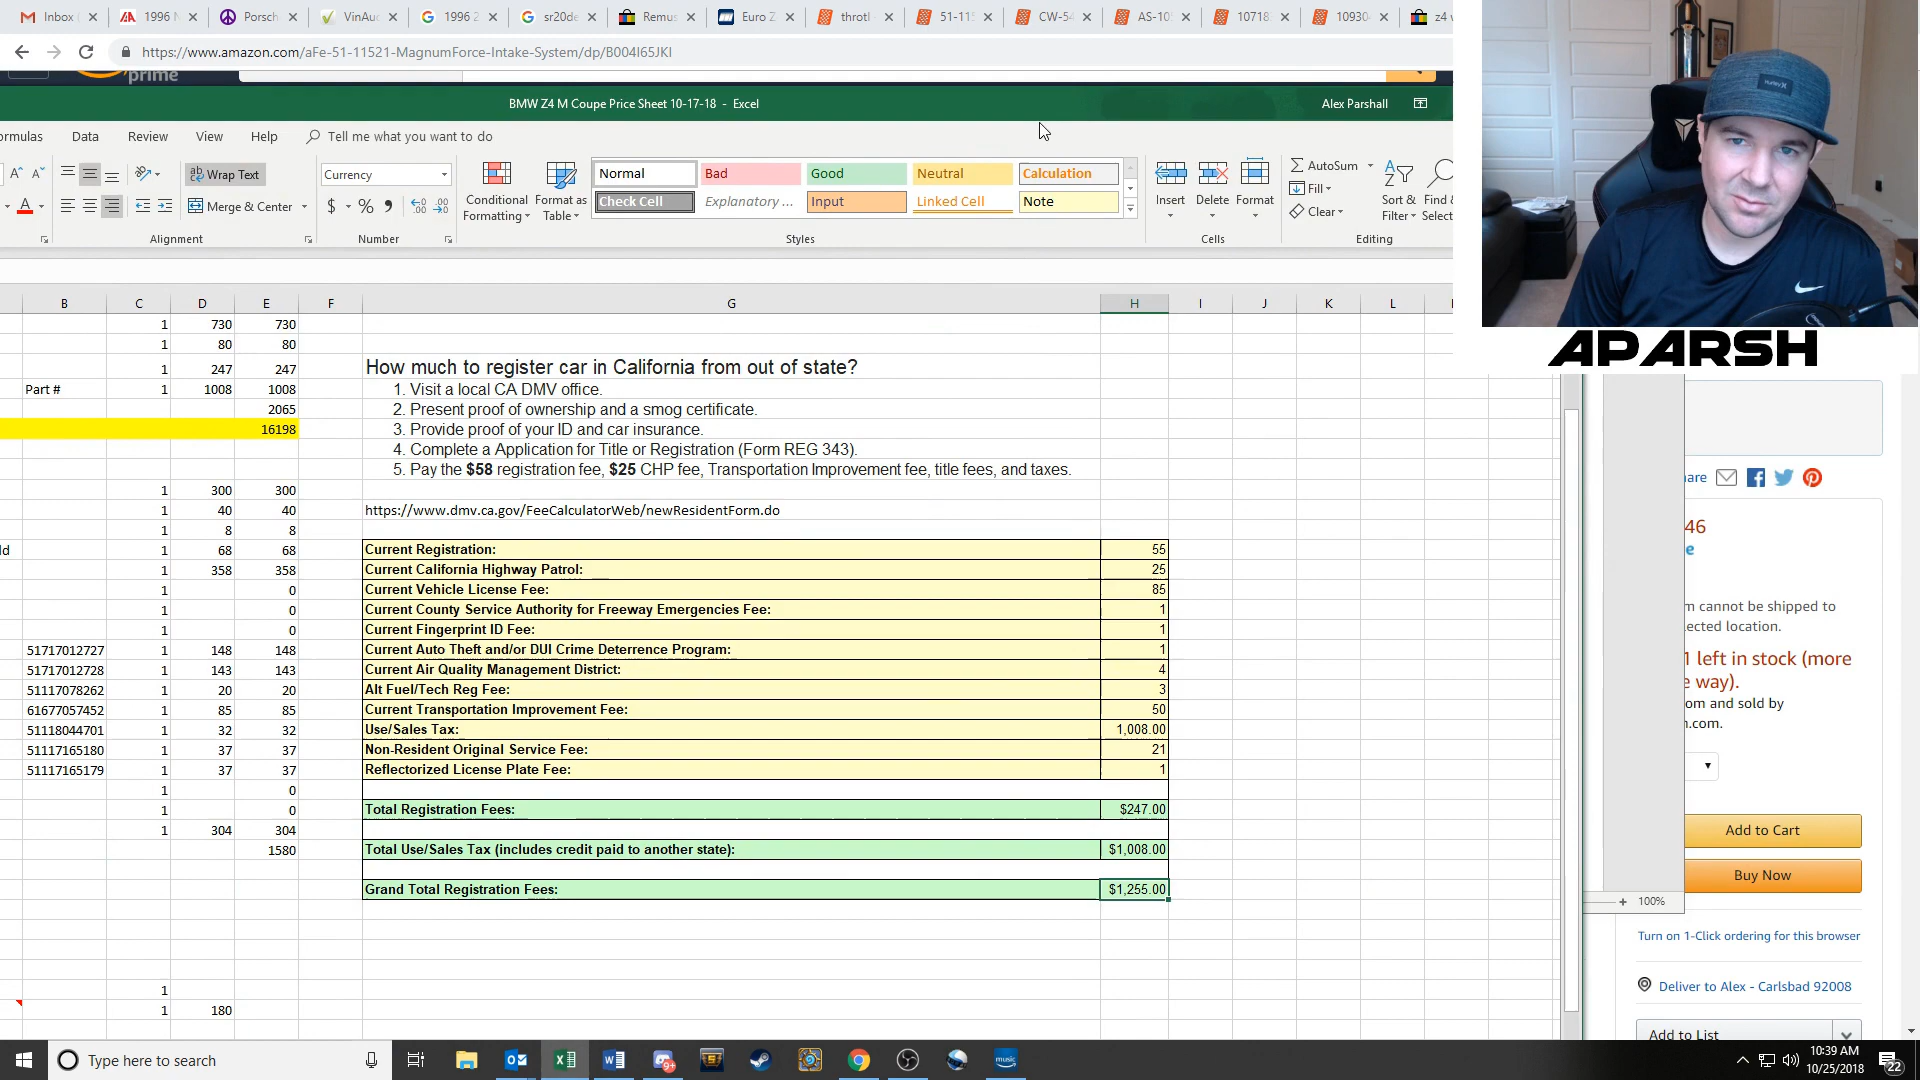 Inbox ( 1996 N Porsch VinAuc 1996 Z sr20de Remus Euro Z throtl 51-115 CW-54 AS-10 10718 10930 z4 w
https://www.amazon.com/aFe-51-11521-MagnumForce-Intake-System/dp/B004I65JKI
prime
BMW Z4 M Coupe Price Sheet 10-17-18 - Excel Alex Parshall
ormulas Data Review View Help Tell me what you want to do
Wrap Text Currency Conditional Formatting Format as Table Normal Bad Good Neutral Calculation Insert Delete Format AutoSum Sort & Filter Find & Select
Merge & Center $ % Check Cell Explanatory ... Input Linked Cell Note Fill Clear
Alignment Number Styles Cells Editing
B C D E F G H I J K L
1 730 730
1 80 80
1 247 247 How much to register car in California from out of state?
Part # 1 1008 1008 1. Visit a local CA DMV office.
2065 2. Present proof of ownership and a smog certificate.
16198 3. Provide proof of your ID and car insurance.
4. Complete a Application for Title or Registration (Form REG 343).
5. Pay the $58 registration fee, $25 CHP fee, Transportation Improvement fee, title fees, and taxes.
1 300 300
1 40 40 https://www.dmv.ca.gov/FeeCalculatorWeb/newResidentForm.do
1 8 8
ld 1 68 68 Current Registration: 55
1 358 358 Current California Highway Patrol: 25
1 0 Current Vehicle License Fee: 85
1 0 Current County Service Authority for Freeway Emergencies Fee: 1
1 0 Current Fingerprint ID Fee: 1
51717012727 1 148 148 Current Auto Theft and/or DUI Crime Deterrence Program: 1
51717012728 1 143 143 Current Air Quality Management District: 4
51117078262 1 20 20 Alt Fuel/Tech Reg Fee: 3
61677057452 1 85 85 Current Transportation Improvement Fee: 50
51118044701 1 32 32 Use/Sales Tax: 1,008.00
51117165180 1 37 37 Non-Resident Original Service Fee: 21
51117165179 1 37 37 Reflectorized License Plate Fee: 1
1 0
1 0 Total Registration Fees: $247.00
1 304 304
1580 Total Use/Sales Tax (includes credit paid to another state): $1,008.00
Grand Total Registration Fees: $1,255.00
1
1 180
Hurley
APARSH
are
46
e
m cannot be shipped to
ected location.
1 left in stock (more
e way).
om and sold by
n.com.
Add to Cart
Buy Now
100%
Turn on 1-Click ordering for this browser
Deliver to Alex - Carlsbad 92008
Add to List
Type here to search
music
10:39 AM
10/25/2018
22